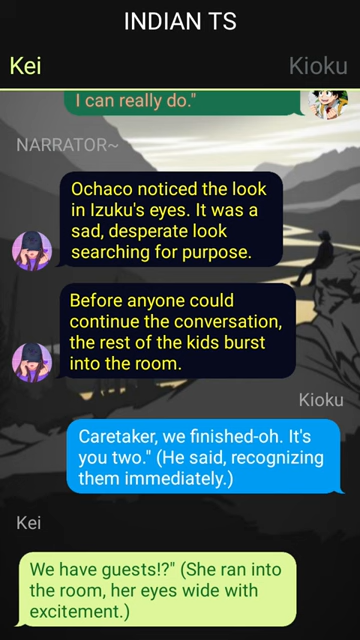 INDIAN TS
Kei
Kioku
I can really do."
NARRATOR~
Ochaco noticed the look
in Izuku's eyes. It was a
sad, desperate look
searching for purpose.
Before anyone could
continue the conversation,
the rest of the kids burst
into the room.
Kioku
Caretaker, we finished-oh. It's
you two." (He said, recognizing
them immediately.)
Kei
We have guests!?" (She ran into
the room, her eyes wide with
excitement.)